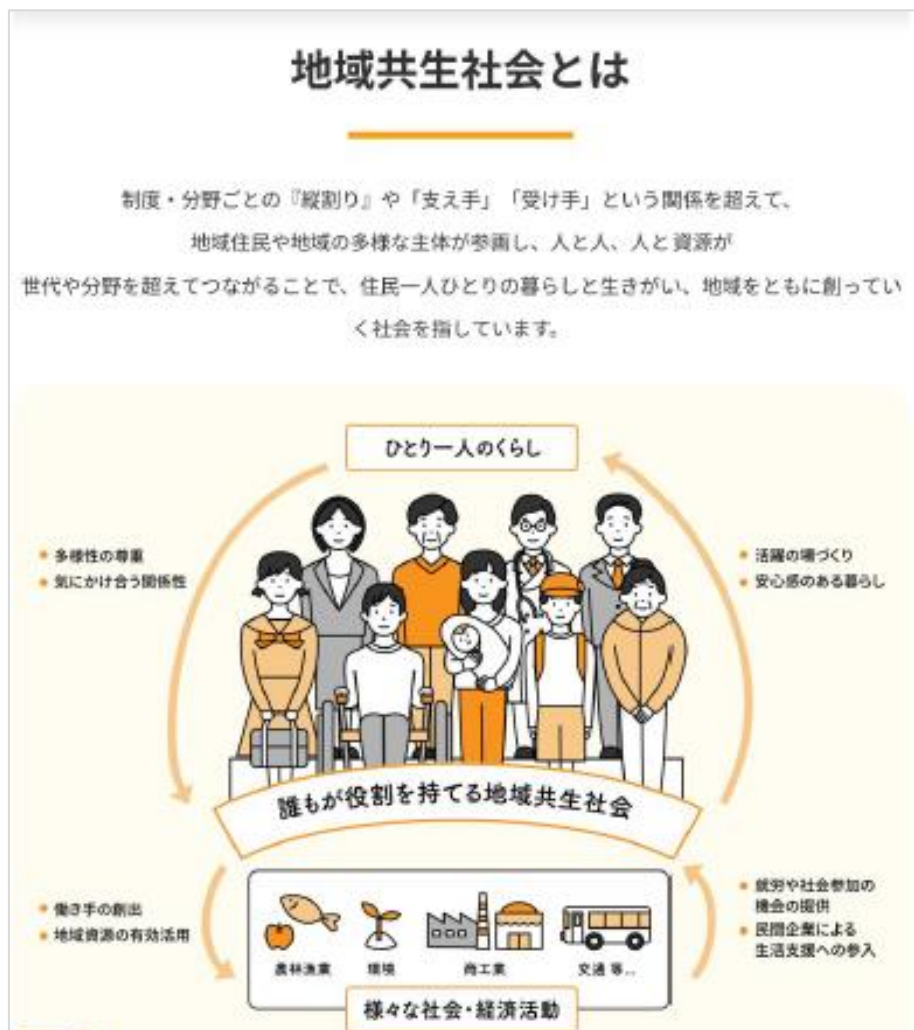 地域共生社会とは
制度・分野ごとの『縦割り』や「支え手」「受け手」という関係を超えて、
地域住民や地域の多様な主体が参画し、人と人、人と資源が
世代や分野を超えてつながることで、住民一人ひとりの暮らしと生きがい、地域をともに創ってい
く社会を指しています。
ひとり一人のくらし
多様性の尊重
気にかけ合う関係性
活躍の場づくり
安心感のある暮らし
誰もが役割を持てる地域共生社会
働き手の創出
地域資源の有効活用
就労や社会参加の
機会の提供
民間企業による
生活支援への参入
農林漁業
環境
商工業
交通 等...
様々な社会・経済活動